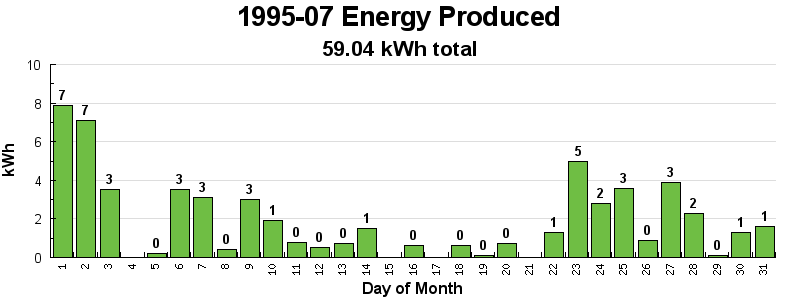 1995-07 Energy Produced
59.04 kWh total
10
8
6
4
2
0
kWh
7 7 3 0 3 3 0 3 1 0 0 0 1 0 0 0 0 1 5 2 3 0 3 2 0 1 1
1 2 3 4 5 6 7 8 9 10 11 12 13 14 15 16 17 18 19 20 21 22 23 24 25 26 27 28 29 30 31
Day of Month